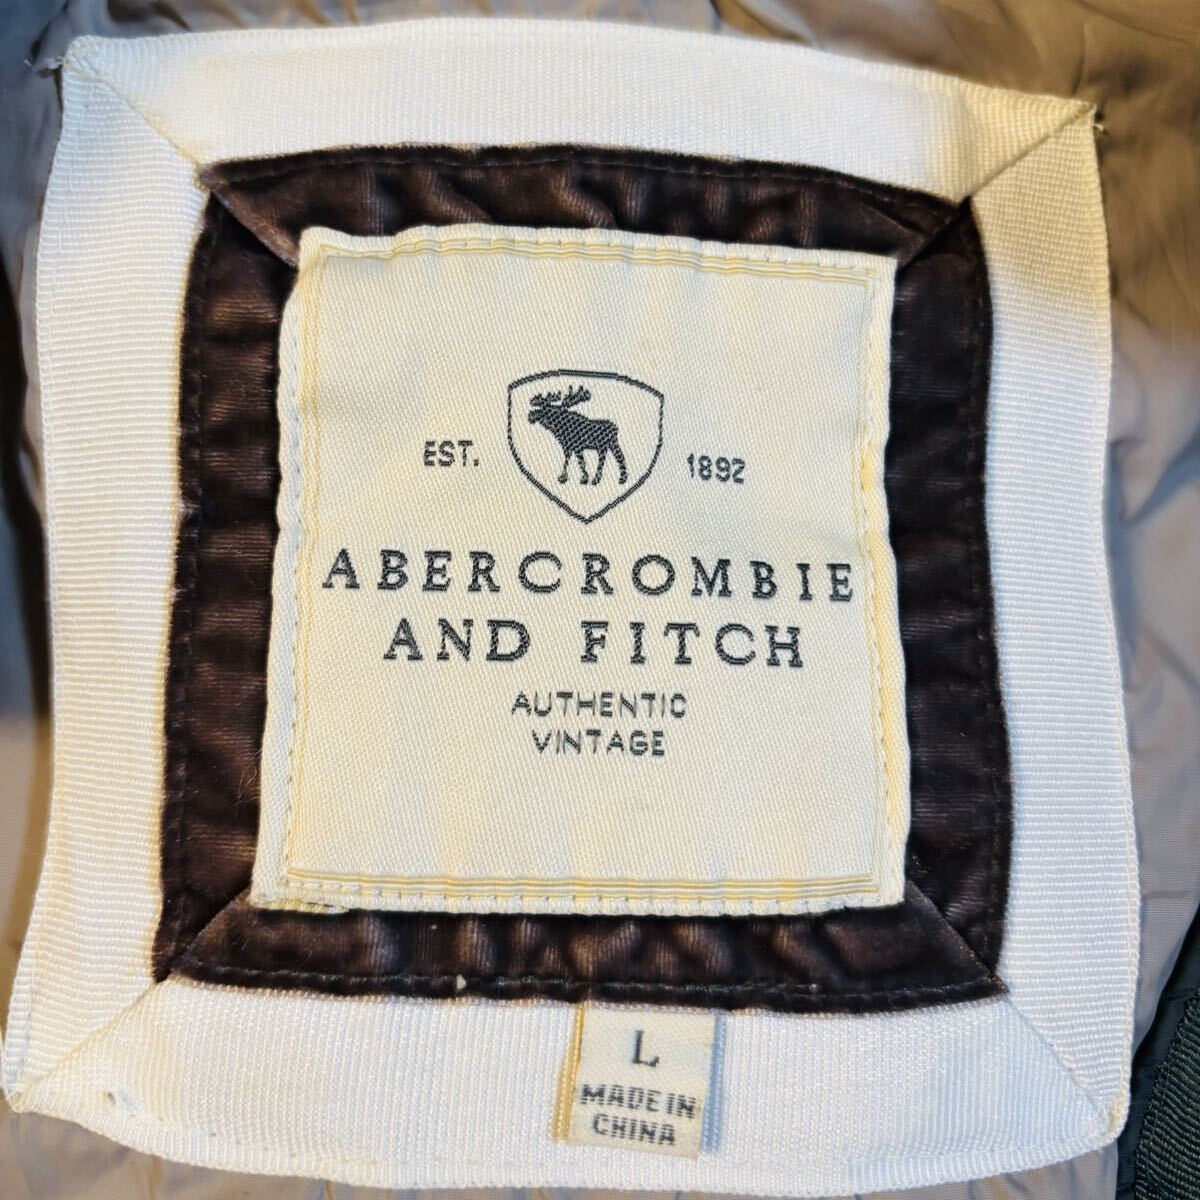 EST. 1892
ABERCROMBIE
AND FITCH
AUTHENTIC
VINTAGE
L
MADE IN
CHINA